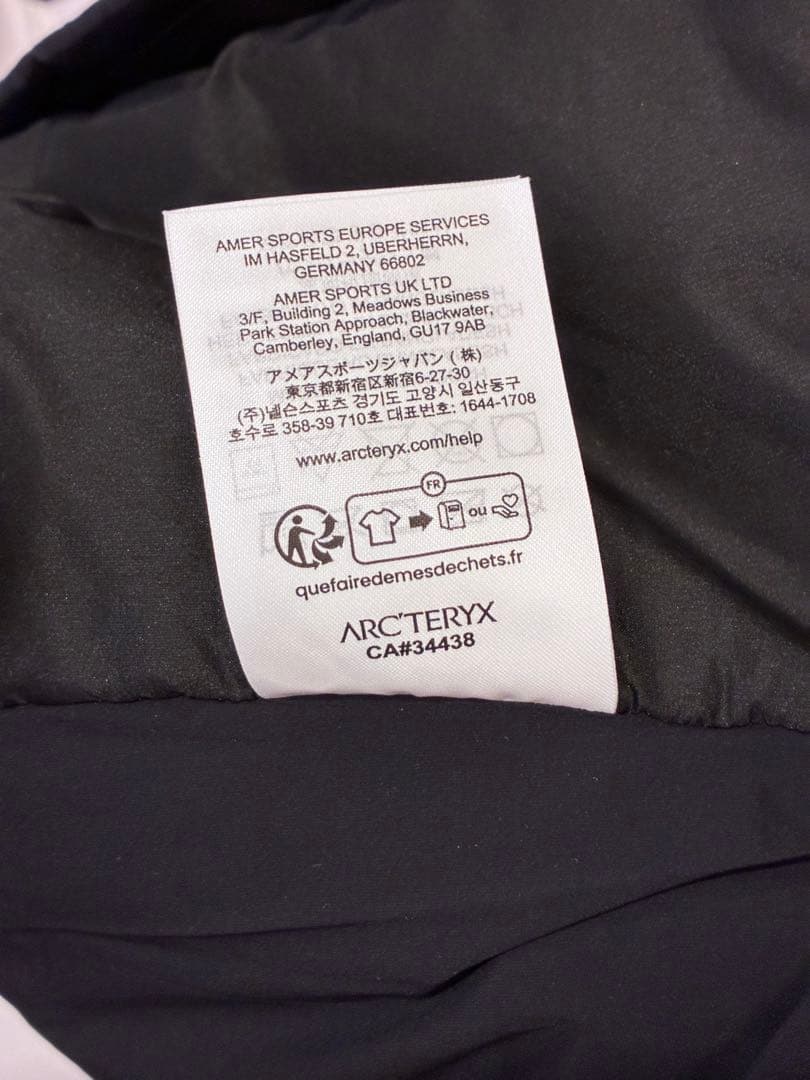 AMER SPORTS EUROPE SERVICES
IM HASFELD 2, UBERHERRN,
GERMANY 66802
AMER SPORTS UK LTD
3/F, Building 2, Meadows Business
Park Station Approach, Blackwater,
Camberley, England, GU17 9AB
アメアスポーツジャパン (株)
東京都新宿区新宿6-27-30
(주)넬슨스포츠 경기도 고양시 일산동구
호수로 358-39 710호 대표번호: 1644-1708
www.arcteryx.com/help
FR
ou
quefairedemesdechets.fr
ARC'TERYX
CA#34438